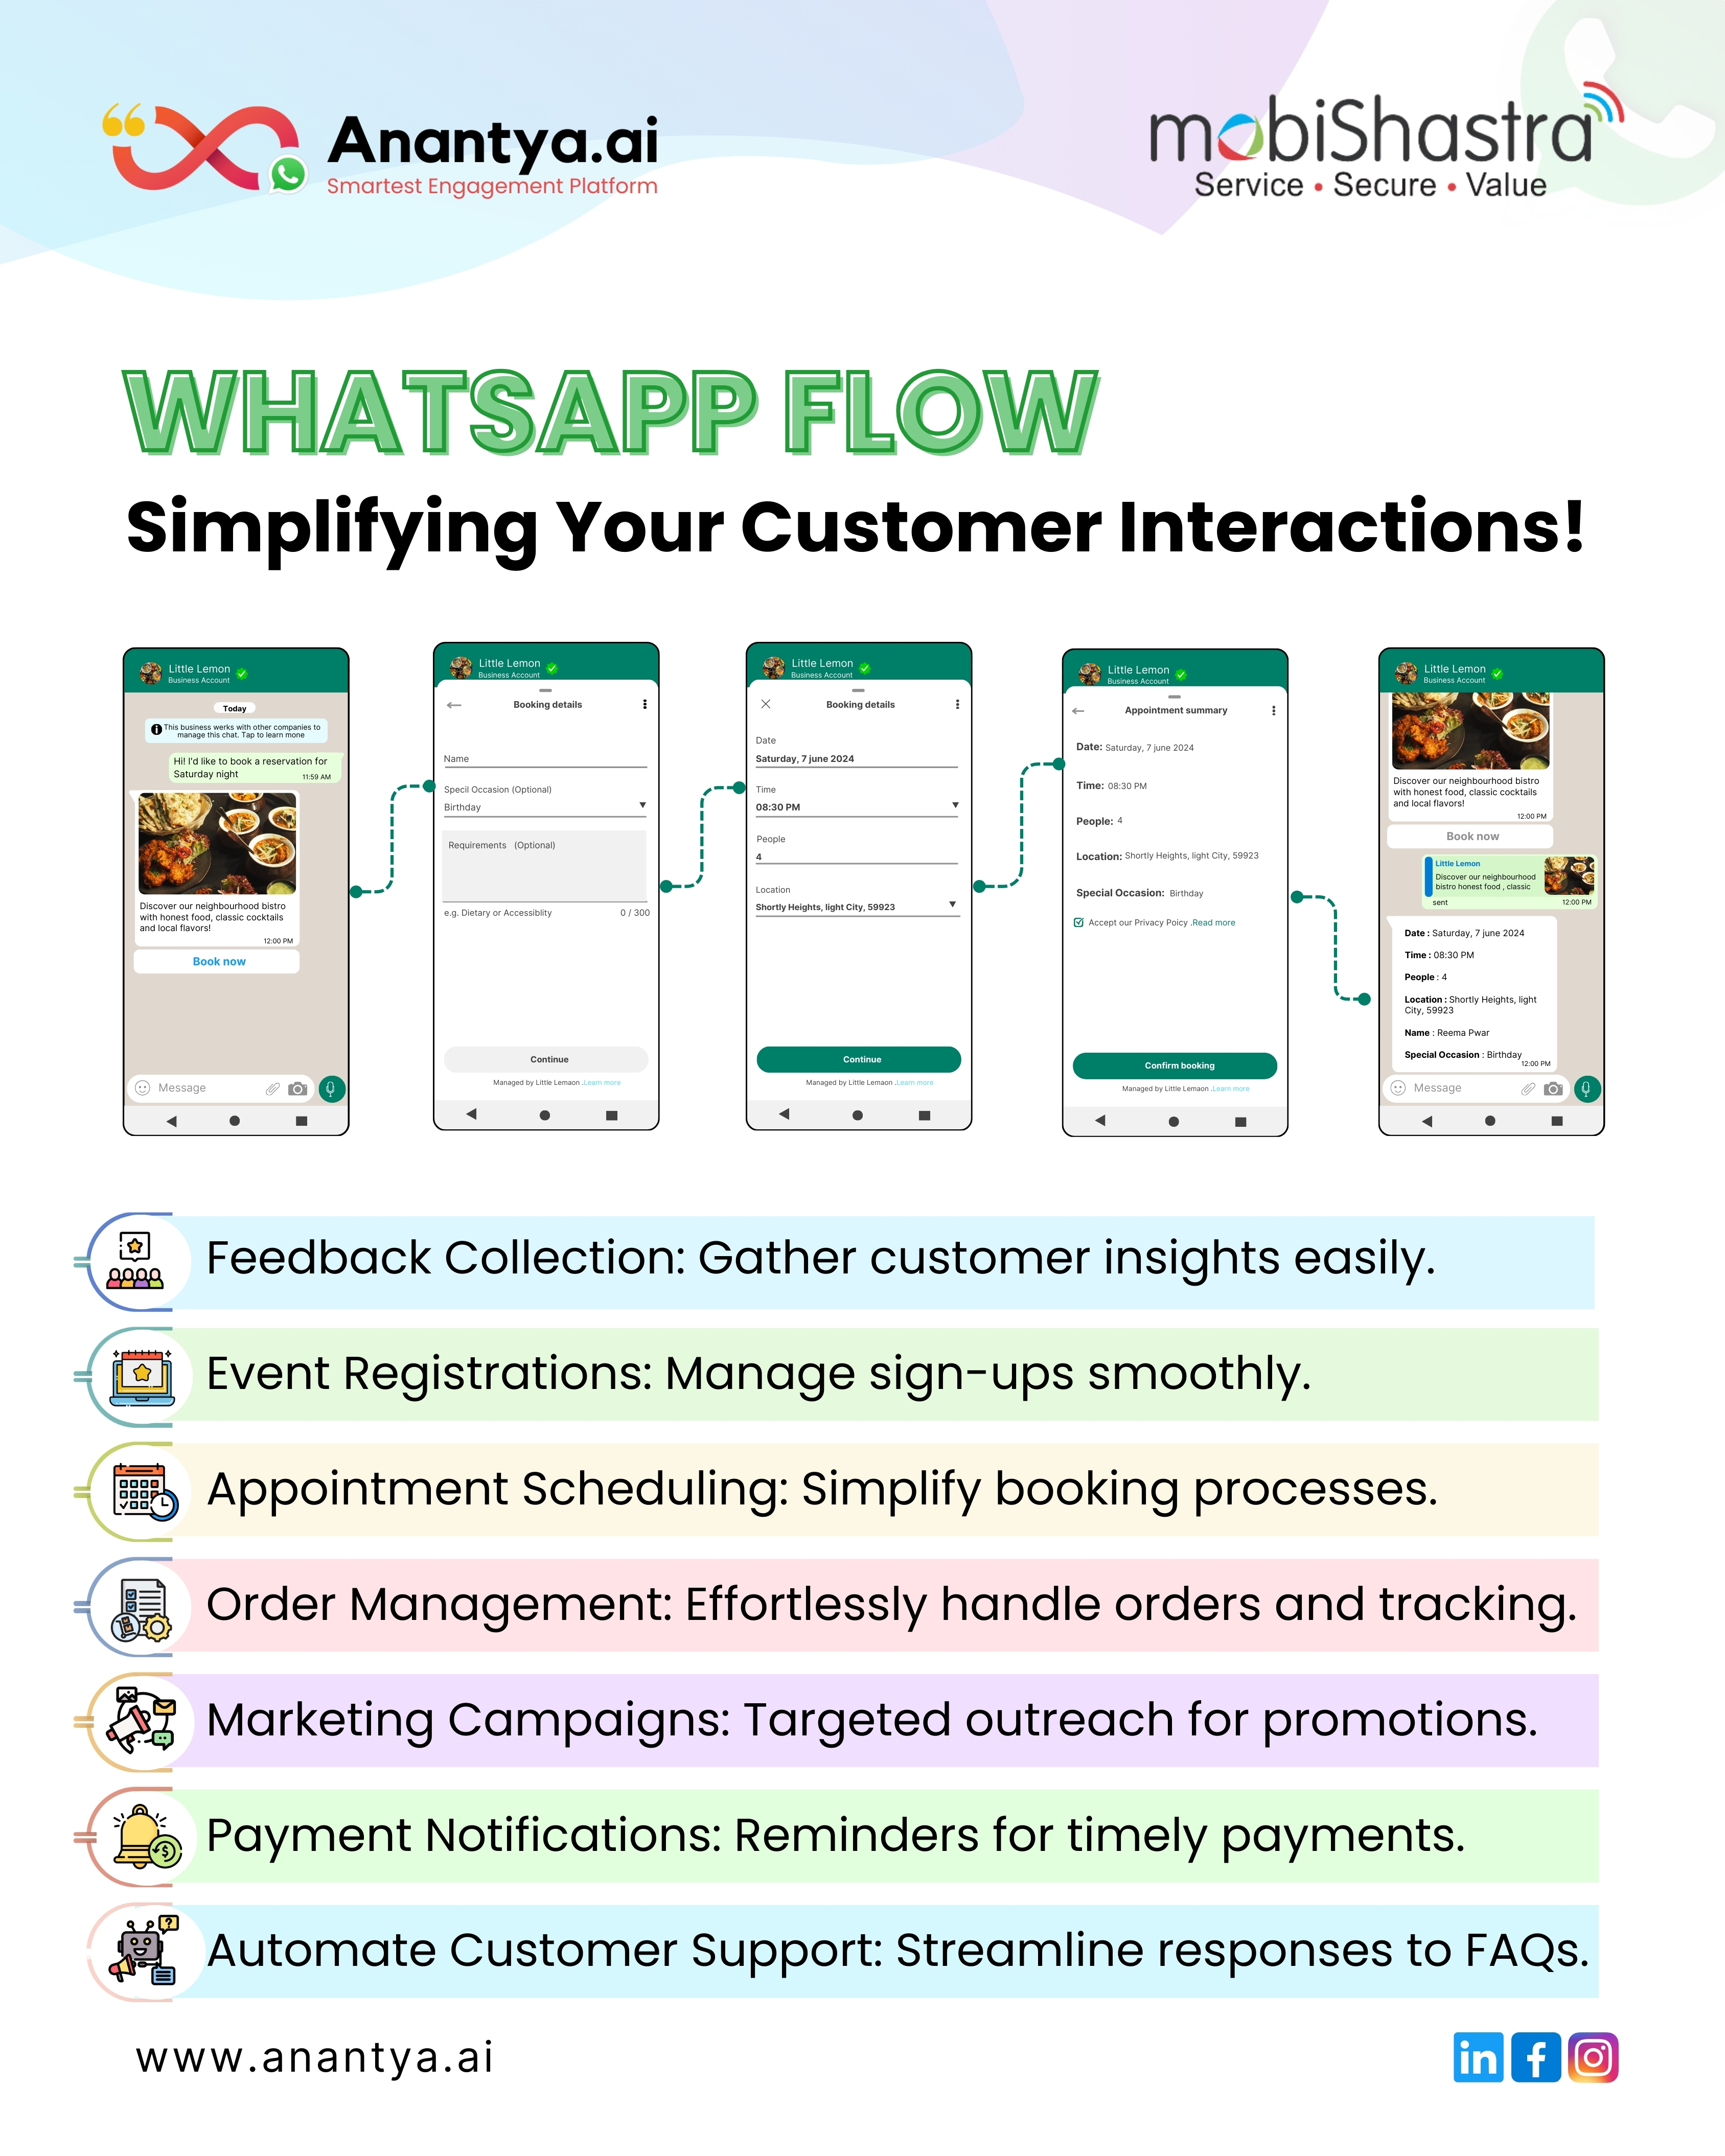 Anantya.ai
Smartest Engagement Platform
mobiShastra
Service • Secure • Value
WHATSAPP FLOW
Simplifying Your Customer Interactions!
Little Lemon
Business Account
Today
This business werks with other companies to
manage this chat. Tap to learn mone
Hi! I'd like to book a reservation for
Saturday night
11:59 AM
Discover our neighbourhood bistro
with honest food, classic cocktails
and local flavors!
12:00 PM
Book now
Message
Little Lemon
Business Account
Booking details
Name
Specil Occasion (Optional)
Birthday
Requirements (Optional)
e.g. Dietary or Accessiblity
0 / 300
Continue
Managed by Little Lemaon .Learn more
Little Lemon
Business Account
Booking details
Date
Saturday, 7 june 2024
Time
08:30 PM
People
4
Location
Shortly Heights, light City, 59923
Continue
Managed by Little Lemaon .Learn more
Little Lemon
Business Account
Appointment summary
Date: Saturday, 7 june 2024
Time: 08:30 PM
People: 4
Location: Shortly Heights, light City, 59923
Special Occasion: Birthday
Accept our Privacy Poicy .Read more
Confirm booking
Managed by Little Lemaon .Learn more
Little Lemon
Business Account
Discover our neighbourhood bistro
with honest food, classic cocktails
and local flavors!
12:00 PM
Book now
Little Lemon
Discover our neighbourhood
bistro honest food , classic
sent
12:00 PM
Date : Saturday, 7 june 2024
Time : 08:30 PM
People : 4
Location : Shortly Heights, light
City, 59923
Name : Reema Pwar
Special Occasion : Birthday
12:00 PM
Message
Feedback Collection: Gather customer insights easily.
Event Registrations: Manage sign-ups smoothly.
Appointment Scheduling: Simplify booking processes.
Order Management: Effortlessly handle orders and tracking.
Marketing Campaigns: Targeted outreach for promotions.
Payment Notifications: Reminders for timely payments.
Automate Customer Support: Streamline responses to FAQs.
www.anantya.ai